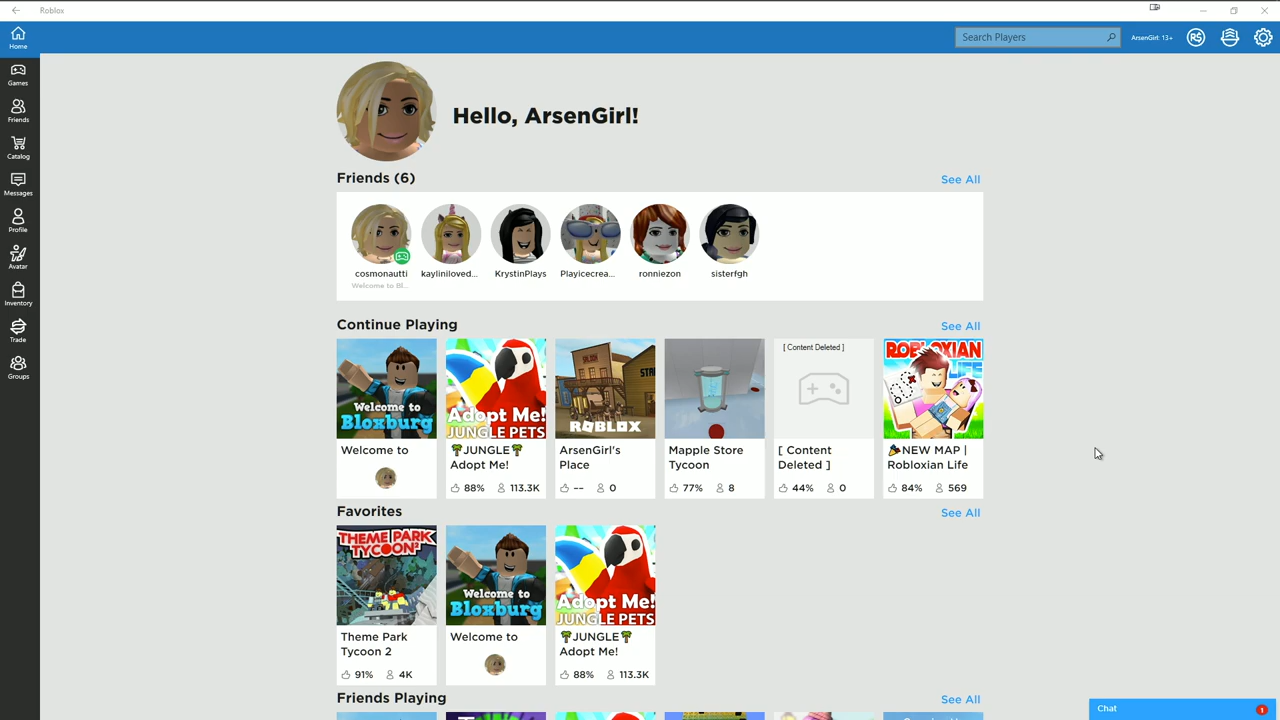 Roblox
Home
Search Players
ArsenGirl: 13+
Games
Friends
Catalog
Messages
Profile
Avatar
Inventory
Trade
Groups
Hello, ArsenGirl!
Friends (6)
See All
cosmonautti
kayliniloved...
KrystinPlays
Playicecrea...
ronniezon
sisterfgh
Welcome to Bl...
Continue Playing
See All
Welcome to
Bloxburg
Adopt Me!
JUNGLE PETS
ROBLOX
[ Content Deleted ]
ROBLOXIAN
LIFE
Welcome to
🌴JUNGLE🌴
Adopt Me!
88%
113.3K
ArsenGirl's
Place
--
0
Mapple Store
Tycoon
77%
8
[ Content
Deleted ]
44%
0
🎉NEW MAP |
Robloxian Life
84%
569
Favorites
See All
THEME PARK
TYCOON 2
Welcome to
Bloxburg
Adopt Me!
JUNGLE PETS
Theme Park
Tycoon 2
91%
4K
Welcome to
🌴JUNGLE🌴
Adopt Me!
88%
113.3K
Friends Playing
See All
Chat
1